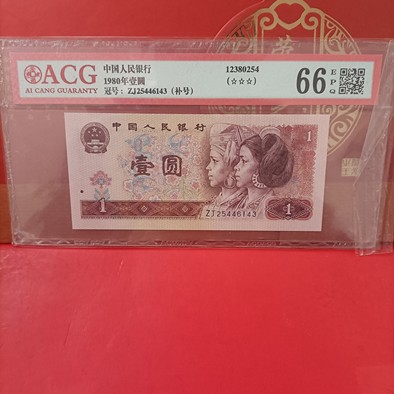 ACG
AI CANG GUARANTY
中国人民银行
1980年壹圆
冠号：ZJ25446143（补号）
12380254
(☆☆☆)
66
EPQ
中国人民银行
1
壹圆
1
ZJ25446143
1